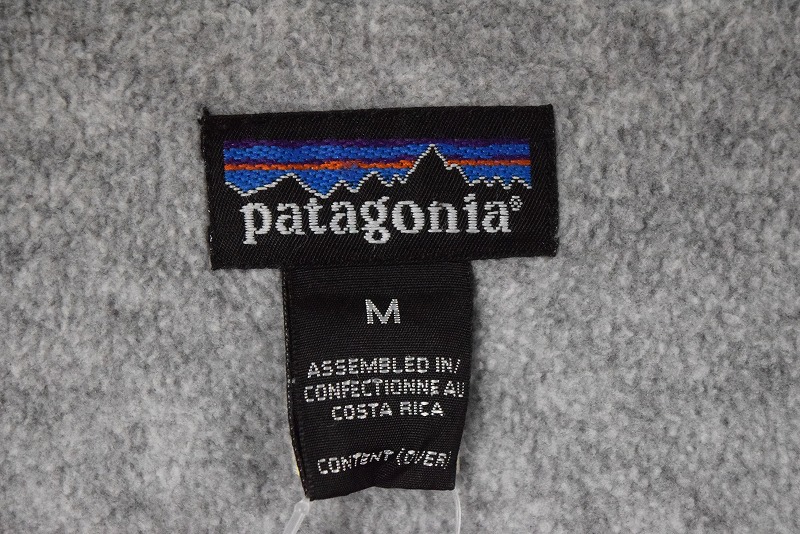 patagonia®
M
ASSEMBLED IN/
CONFECTIONNE AU
COSTA RICA
CONTENT (OVER)